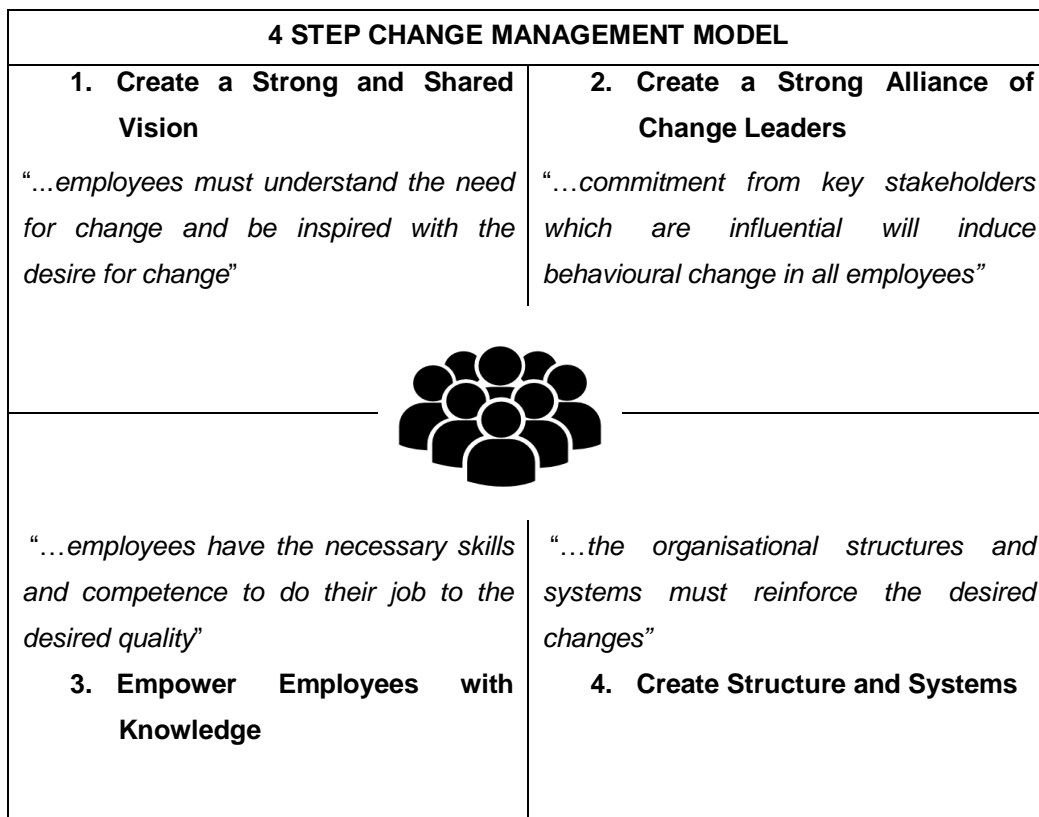 4 STEP CHANGE MANAGEMENT MODEL
1. Create a Strong and Shared
Vision
“...employees must understand the need
for change and be inspired with the
desire for change”
2. Create a Strong Alliance of
Change Leaders
“…commitment from key stakeholders
which are influential will induce
behavioural change in all employees”
“…employees have the necessary skills
and competence to do their job to the
desired quality”
3. Empower Employees with
Knowledge
“…the organisational structures and
systems must reinforce the desired
changes”
4. Create Structure and Systems